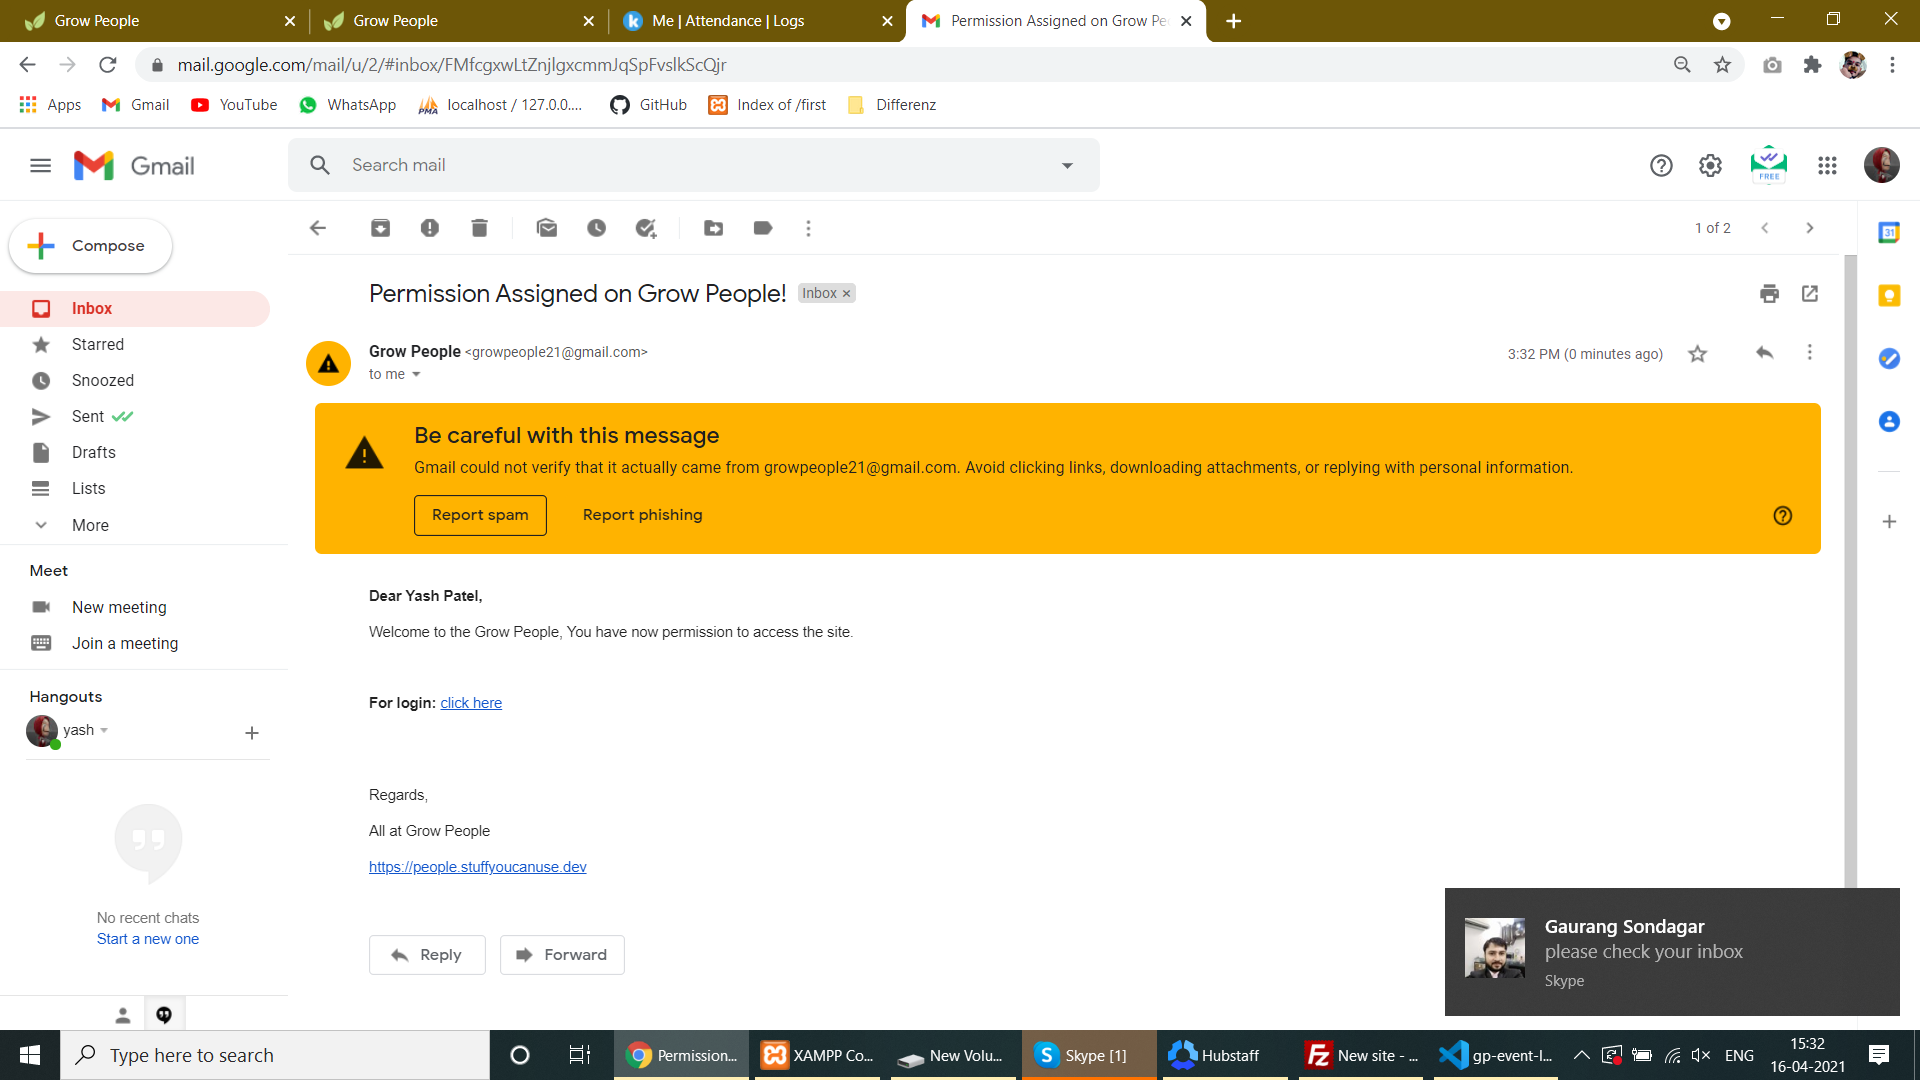 Grow People
Grow People
Me | Attendance | Logs
Permission Assigned on Grow Pe
mail.google.com/mail/u/2/#inbox/FMfcgxwLtZnjlgxcmmJqSpFvslkScQjr
Apps
Gmail
YouTube
WhatsApp
localhost / 127.0.0....
PMA
GitHub
Index of /first
Differenz
Gmail
Search mail
FREE
Compose
1 of 2
31
Permission Assigned on Grow People!
Inbox ×
Inbox
Starred
Snoozed
Sent
Drafts
Lists
More
Grow People <growpeople21@gmail.com>
3:32 PM (0 minutes ago)
to me
Be careful with this message
Gmail could not verify that it actually came from growpeople21@gmail.com. Avoid clicking links, downloading attachments, or replying with personal information.
Report spam
Report phishing
Meet
New meeting
Join a meeting
Hangouts
yash
No recent chats
Start a new one
Dear Yash Patel,
Welcome to the Grow People, You have now permission to access the site.
For login: click here
Regards,
All at Grow People
https://people.stuffyoucanuse.dev
Reply
Forward
Gaurang Sondagar
please check your inbox
Skype
Type here to search
Permission...
XAMPP Co...
New Volu...
Skype [1]
Hubstaff
New site - ...
gp-event-l...
ENG
15:32
16-04-2021